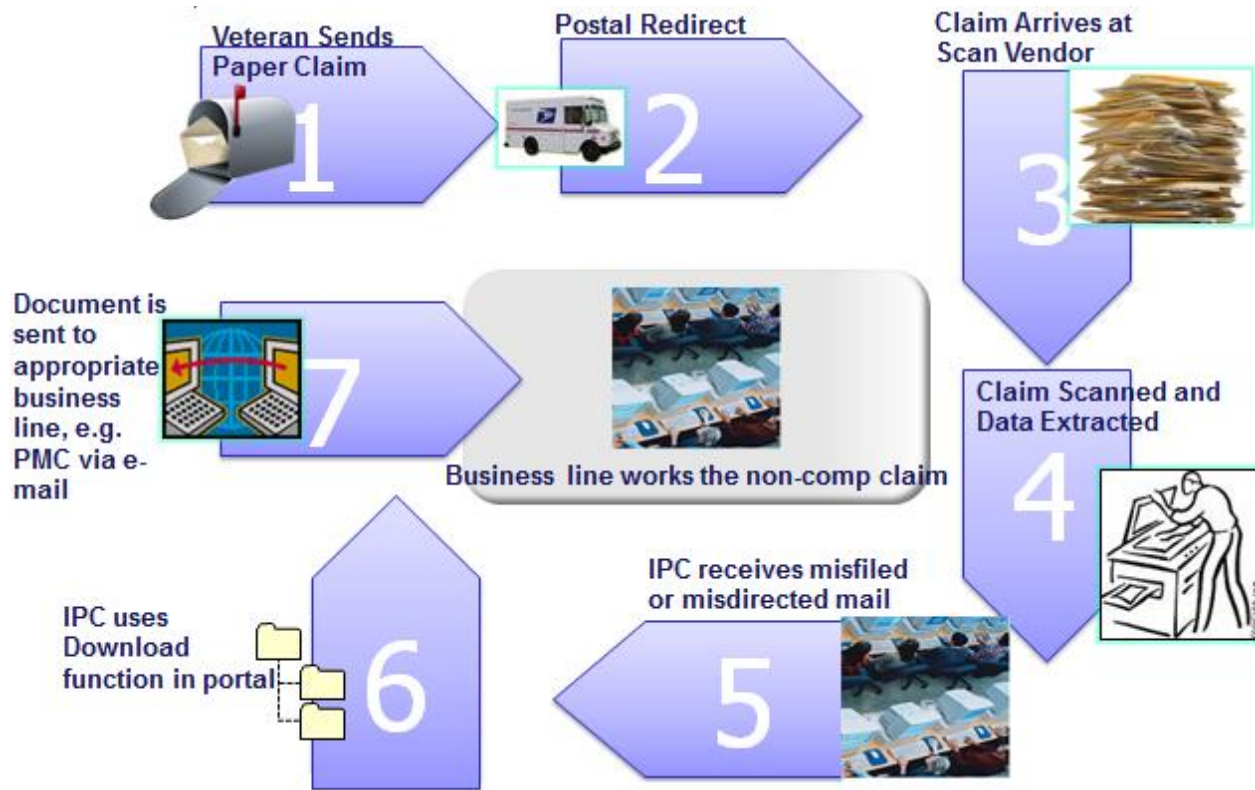 Veteran Sends
Paper Claim
1
Postal Redirect
2
Claim Arrives at
Scan Vendor
3
Claim Scanned and
Data Extracted
4
IPC receives misfiled
or misdirected mail
5
IPC uses
Download
function in portal
6
Document is
sent to
appropriate
business
line, e.g.
PMC via e-
mail
7
Business line works the non-comp claim